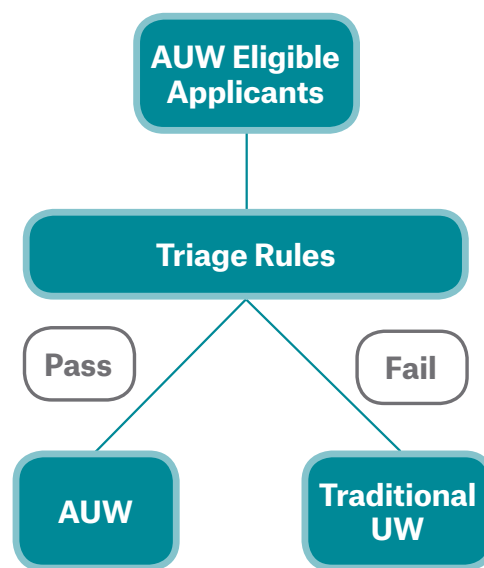 AUW Eligible
Applicants
Triage Rules
Pass
Fail
AUW
Traditional
UW